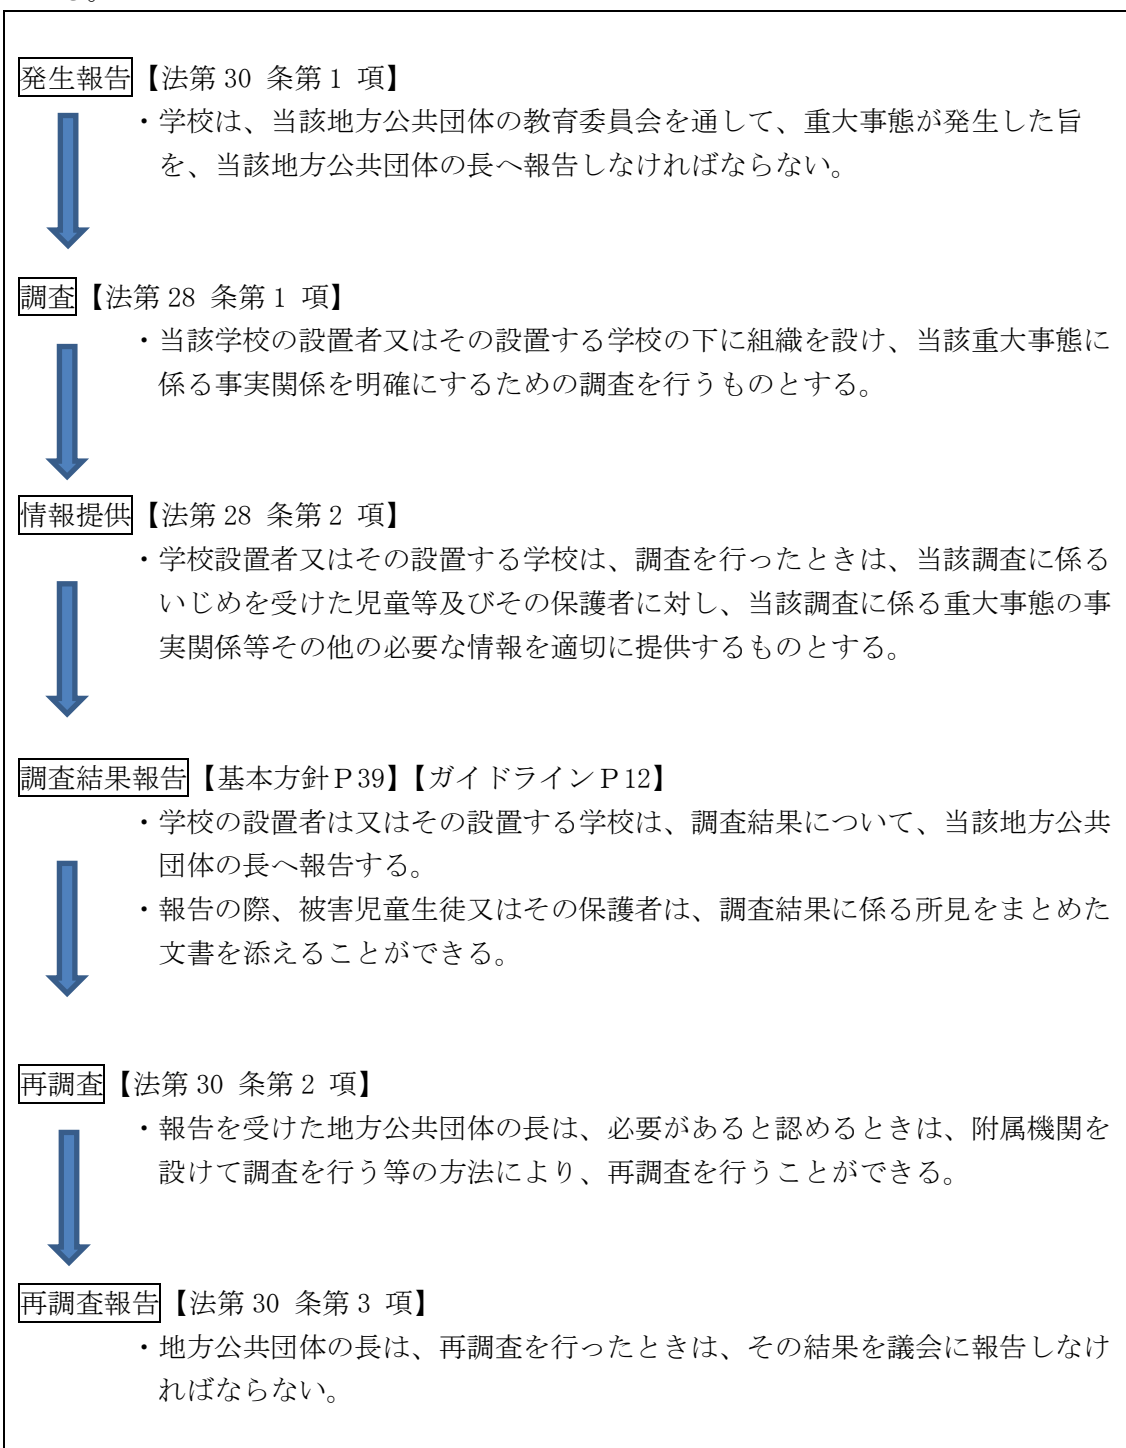 る。
発生報告【法第30 条第1 項】
・学校は、当該地方公共団体の教育委員会を通して、重大事態が発生した旨
を、当該地方公共団体の長へ報告しなければならない。
調査【法第28 条第1 項】
・当該学校の設置者又はその設置する学校の下に組織を設け、当該重大事態に
係る事実関係を明確にするための調査を行うものとする。
情報提供【法第28 条第2 項】
・学校設置者又はその設置する学校は、調査を行ったときは、当該調査に係る
いじめを受けた児童等及びその保護者に対し、当該調査に係る重大事態の事
実関係等その他の必要な情報を適切に提供するものとする。
調査結果報告【基本方針P39】【ガイドラインP12】
・学校の設置者は又はその設置する学校は、調査結果について、当該地方公共
団体の長へ報告する。
・報告の際、被害児童生徒又はその保護者は、調査結果に係る所見をまとめた
文書を添えることができる。
再調査【法第30 条第2 項】
・報告を受けた地方公共団体の長は、必要があると認めるときは、附属機関を
設けて調査を行う等の方法により、再調査を行うことができる。
再調査報告【法第30 条第3 項】
・地方公共団体の長は、再調査を行ったときは、その結果を議会に報告しなけ
ればならない。